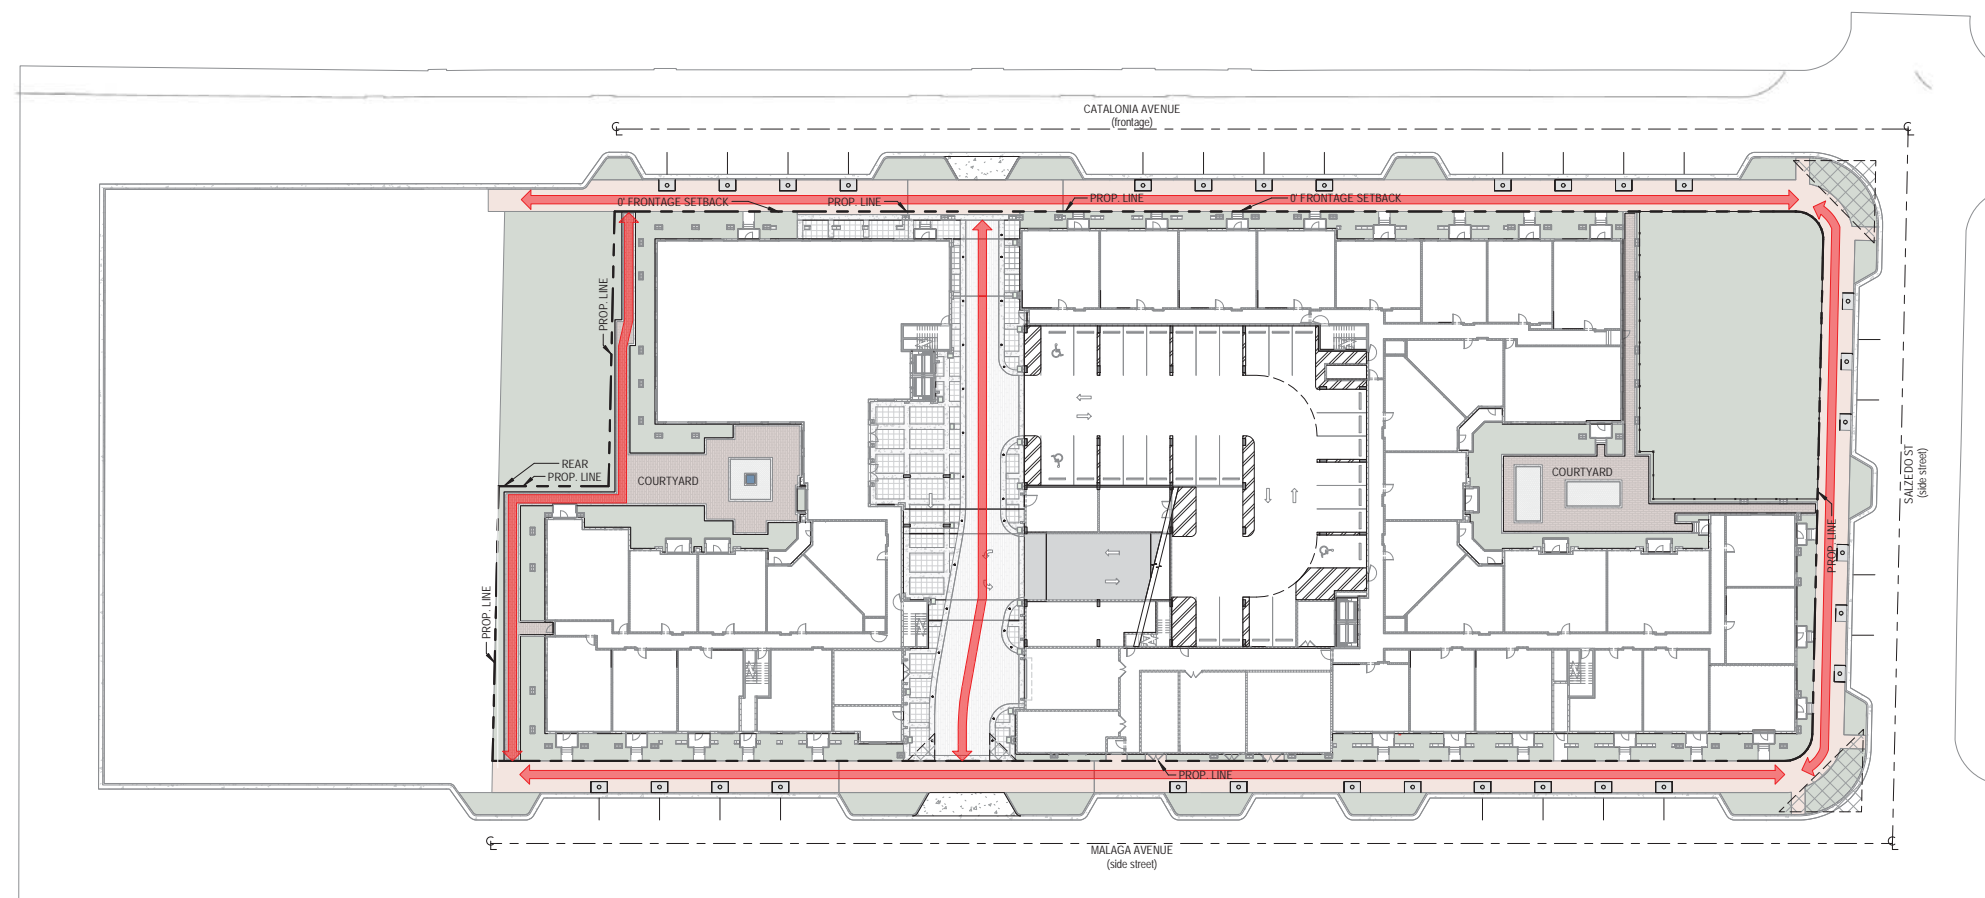 CATALONIA AVENUE
(frontage)
0' FRONTAGE SETBACK
PROP. LINE
PROP. LINE
0' FRONTAGE SETBACK
PROP. LINE
REAR
PROP. LINE
COURTYARD
COURTYARD
SALZEDO ST
(side street)
PROP. LINE
PROP. LINE
PROP. LINE
MALAGA AVENUE
(side street)